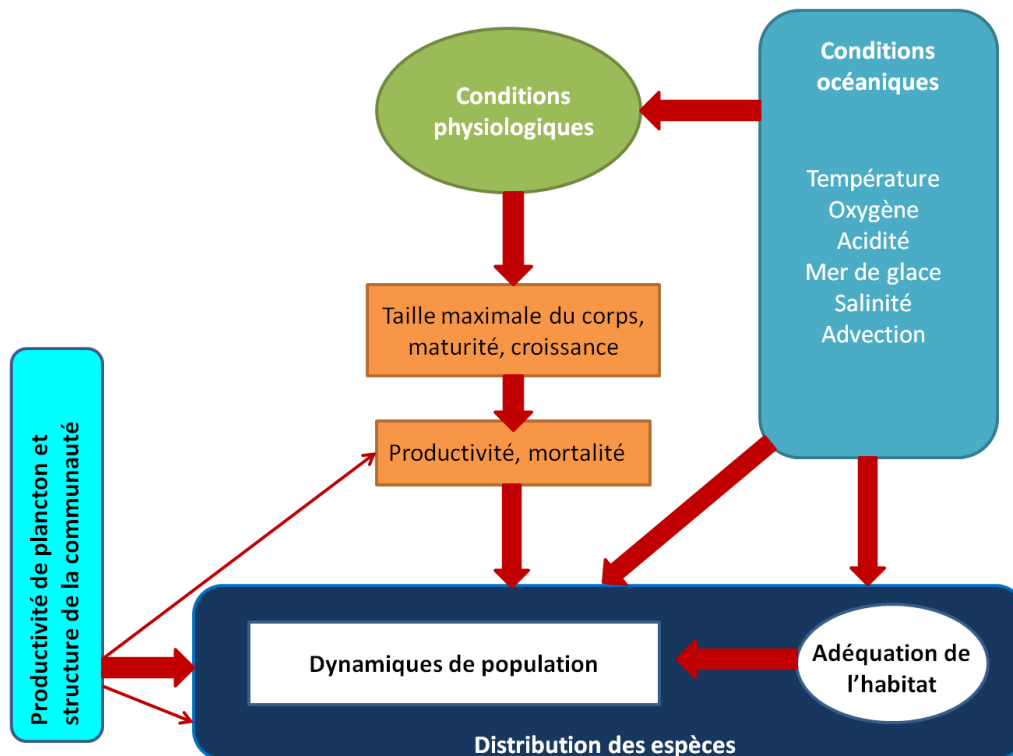 Conditions
physiologiques
Conditions
océaniques
Température
Oxygène
Acidité
Mer de glace
Salinité
Advection
Taille maximale du corps,
maturité, croissance
Productivité, mortalité
Productivité de plancton et
structure de la communauté
Dynamiques de population
Adéquation de
l’habitat
Distribution des espèces